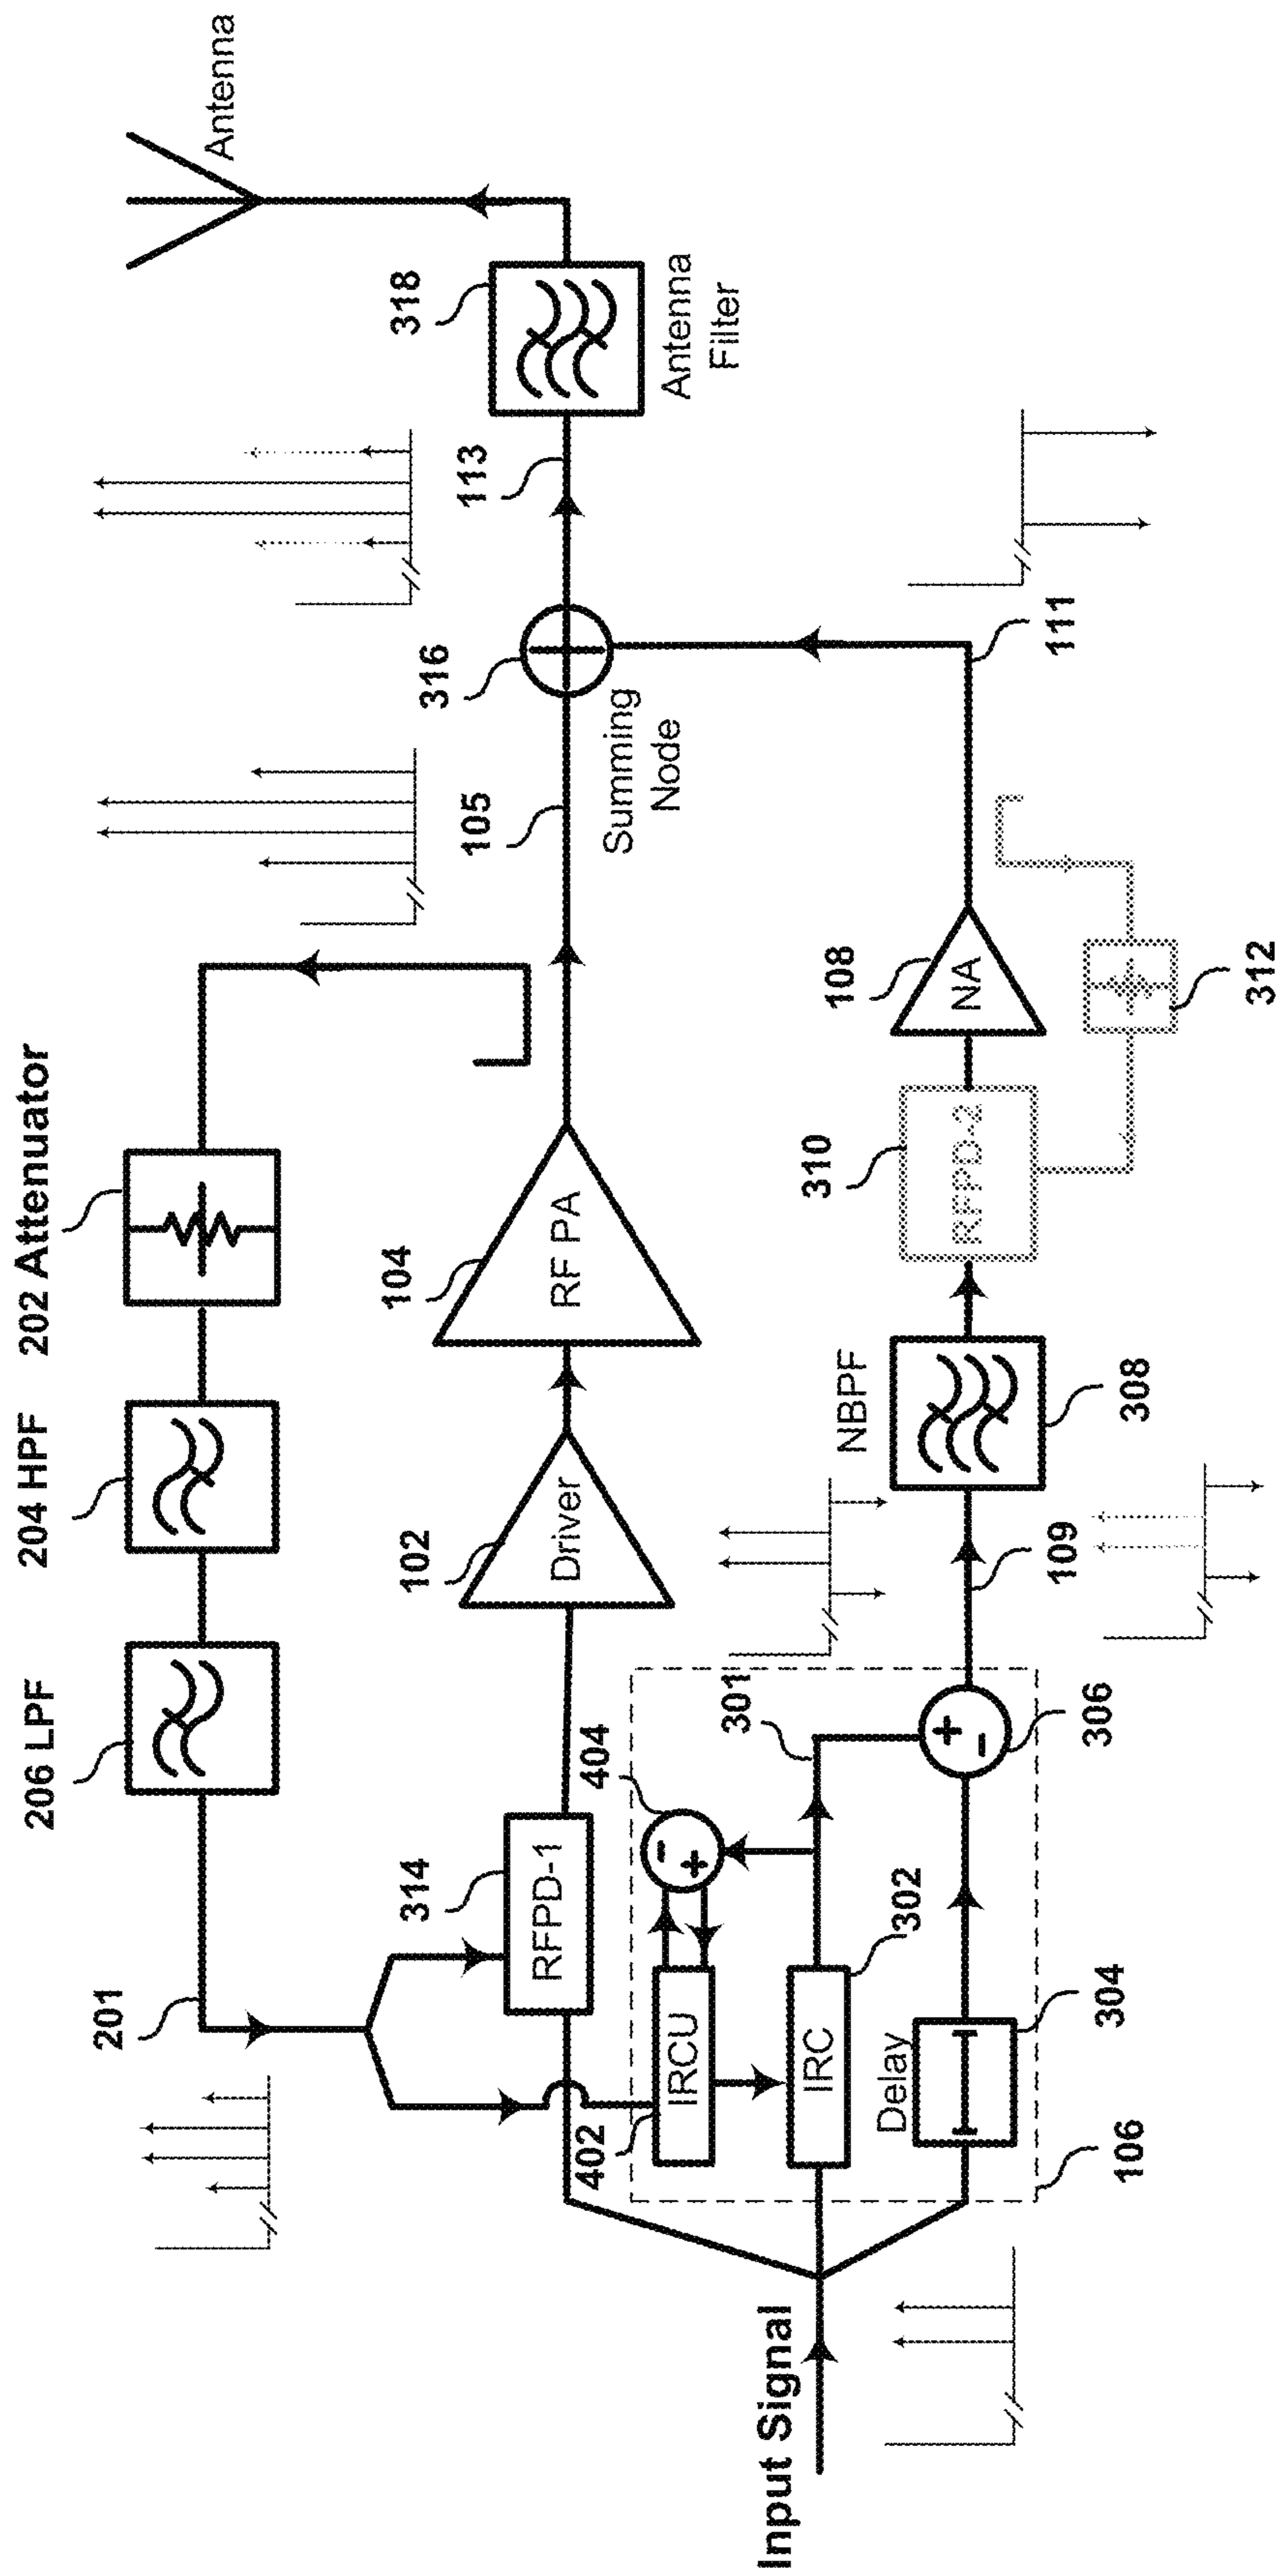 202 Attenuator
204 HPF
206 LPF
201
Antenna
318
Antenna
Filter
113
316
Summing
Node
105
104
RF PA
102
Driver
314
RFPD-1
404
301
402
IRCU
302
IRC
Delay
304
106
306
109
NBPF
308
310
RFPD-2
108
NA
312
111
Input Signal